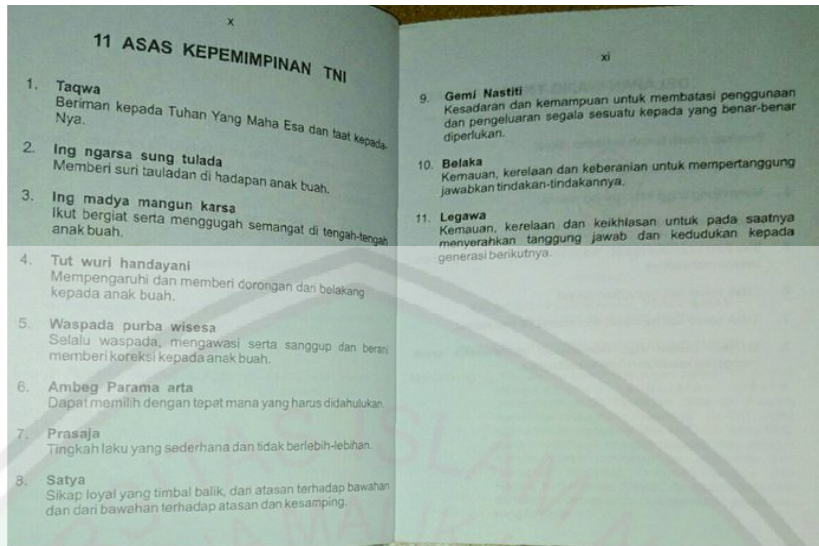 x
11 ASAS KEPEMIMPINAN TNI
1. Taqwa
Beriman kepada Tuhan Yang Maha Esa dan taat kepada-
Nya.
2. Ing ngarsa sung tulada
Memberi suri tauladan di hadapan anak buah.
3. Ing madya mangun karsa
Ikut bergiat serta menggugah semangat di tengah-tengah
anak buah.
4. Tut wuri handayani
Mempengaruhi dan memberi dorongan dari belakang
kepada anak buah.
5. Waspada purba wisesa
Selalu waspada, mengawasi serta sanggup dan berani
memberi koreksi kepada anak buah.
6. Ambeg Parama arta
Dapat memilih dengan tepat mana yang harus didahulukan.
7. Prasaja
Tingkah laku yang sederhana dan tidak berlebih-lebihan.
8. Satya
Sikap loyal yang timbal balik, dari atasan terhadap bawahan
dan dari bawahan terhadap atasan dan kesamping.
xi
9. Gemi Nastiti
Kesadaran dan kemampuan untuk membatasi penggunaan
dan pengeluaran segala sesuatu kepada yang benar-benar
diperlukan.
10. Belaka
Kemauan, kerelaan dan keberanian untuk mempertanggung
jawabkan tindakan-tindakannya.
11. Legawa
Kemauan, kerelaan dan keikhlasan untuk pada saatnya
menyerahkan tanggung jawab dan kedudukan kepada
generasi berikutnya.